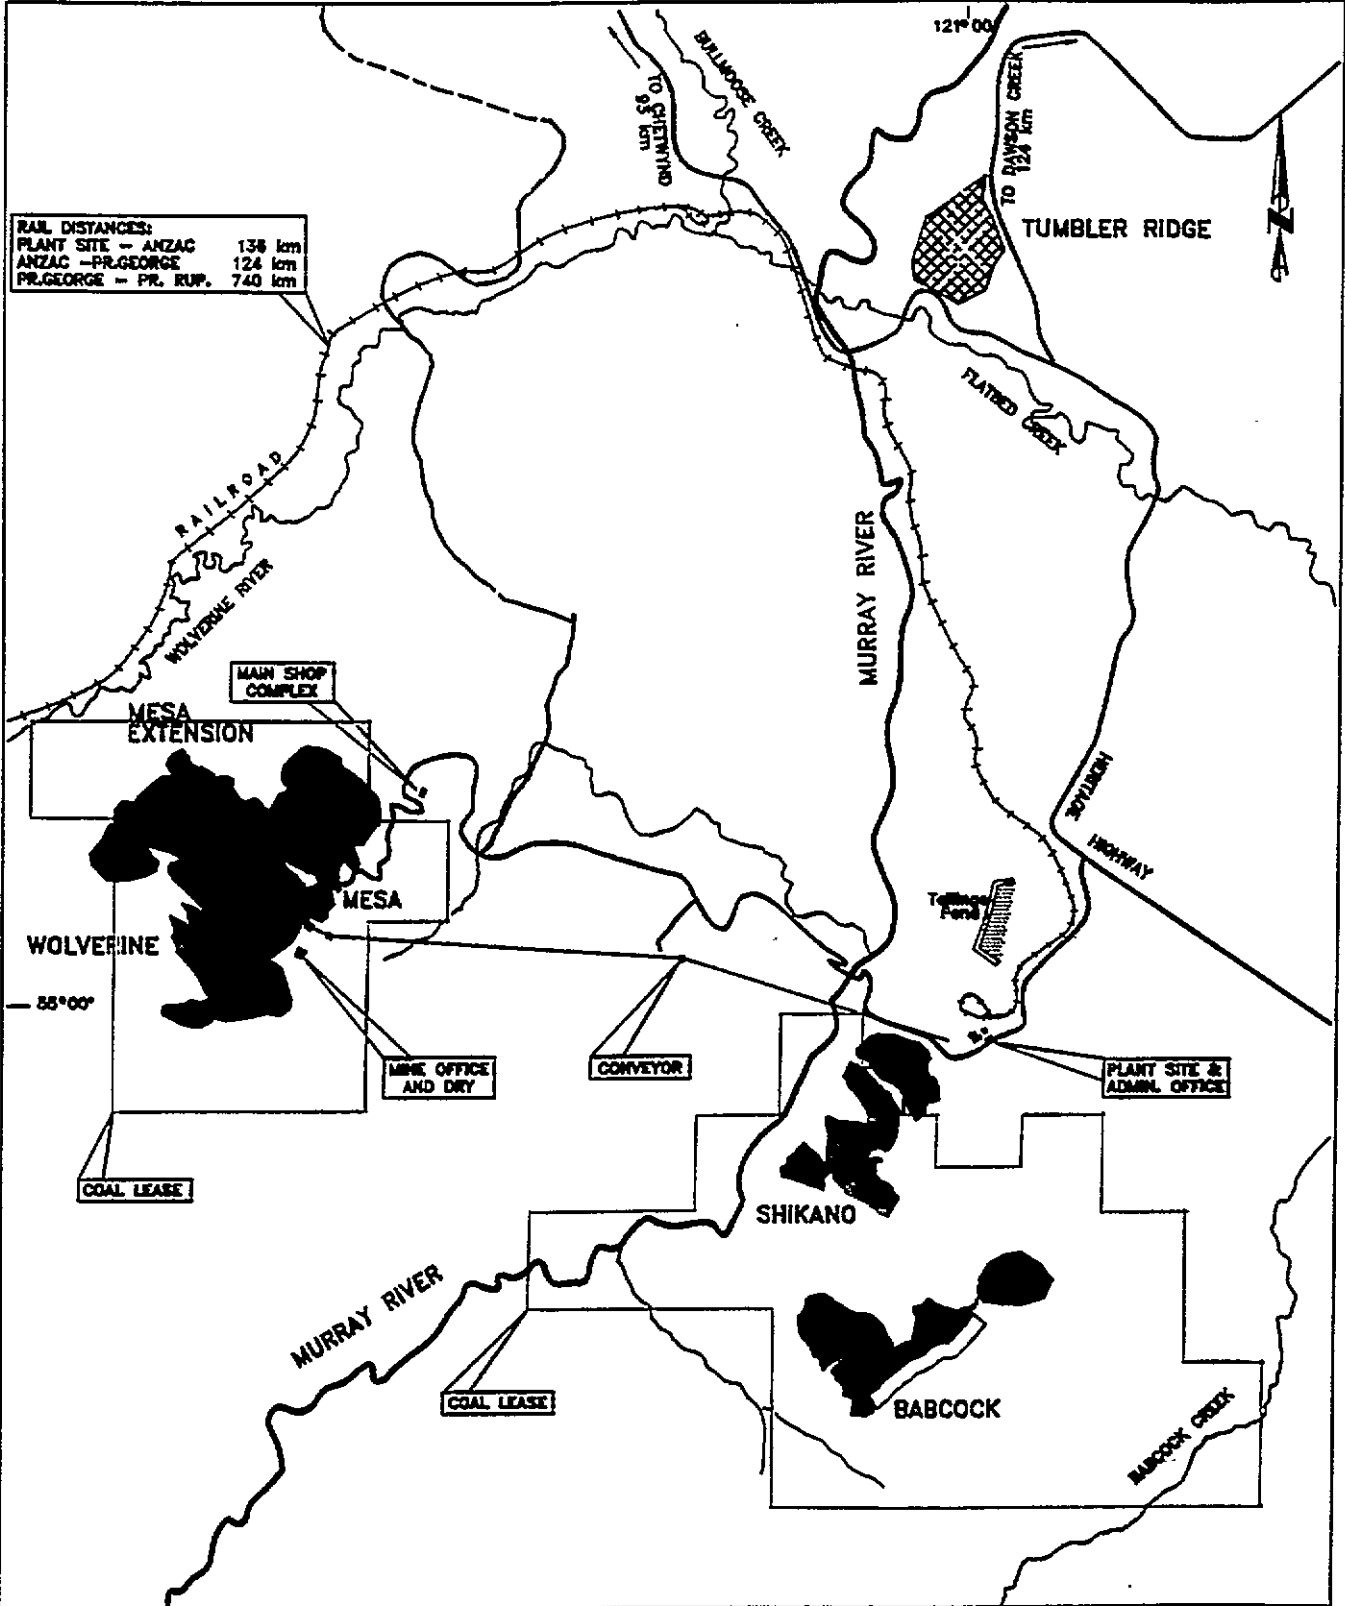 121°00'
BULLMOOSE CREEK
TO CHETWYND
93 km
TO DAWSON CREEK
124 km
TUMBLER RIDGE
N
RAIL DISTANCES:
PLANT SITE - ANZAC 136 km
ANZAC -PR.GEORGE 124 km
PR.GEORGE - PR. RUP. 740 km
FLATBED CREEK
RAILROAD
WOLVERINE RIVER
MURRAY RIVER
MAIN SHOP
COMPLEX
MESA
EXTENSION
HERITAGE
HIGHWAY
MESA
Tailings
Pond
WOLVERINE
55°00'
MINE OFFICE
AND DRY
CONVEYOR
PLANT SITE &
ADMIN. OFFICE
COAL LEASE
SHIKANO
MURRAY RIVER
COAL LEASE
BABCOCK
BABCOCK CREEK